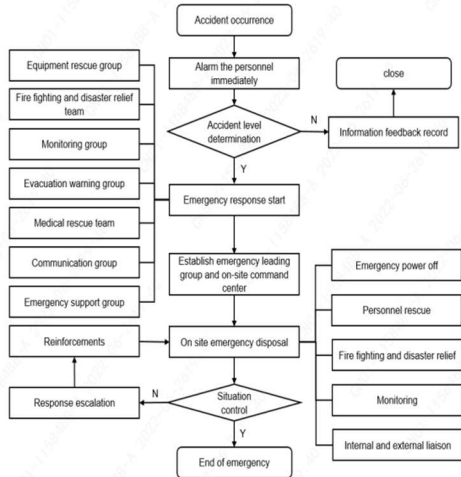 Accident occurrence
Equipment rescue group
Alarm the personnel
immediately
close
Fire fighting and disaster relief
team
Accident level
determination
N
Information feedback record
Monitoring group
Y
Evacuation warning group
Emergency response start
Medical rescue team
Communication group
Establish emergency leading
group and on-site command
center
Emergency power off
Emergency support group
Personnel rescue
Reinforcements
On site emergency disposal
Fire fighting and disaster relief
Response escalation
N
Situation
control
Monitoring
Y
Internal and external liaison
End of emergency